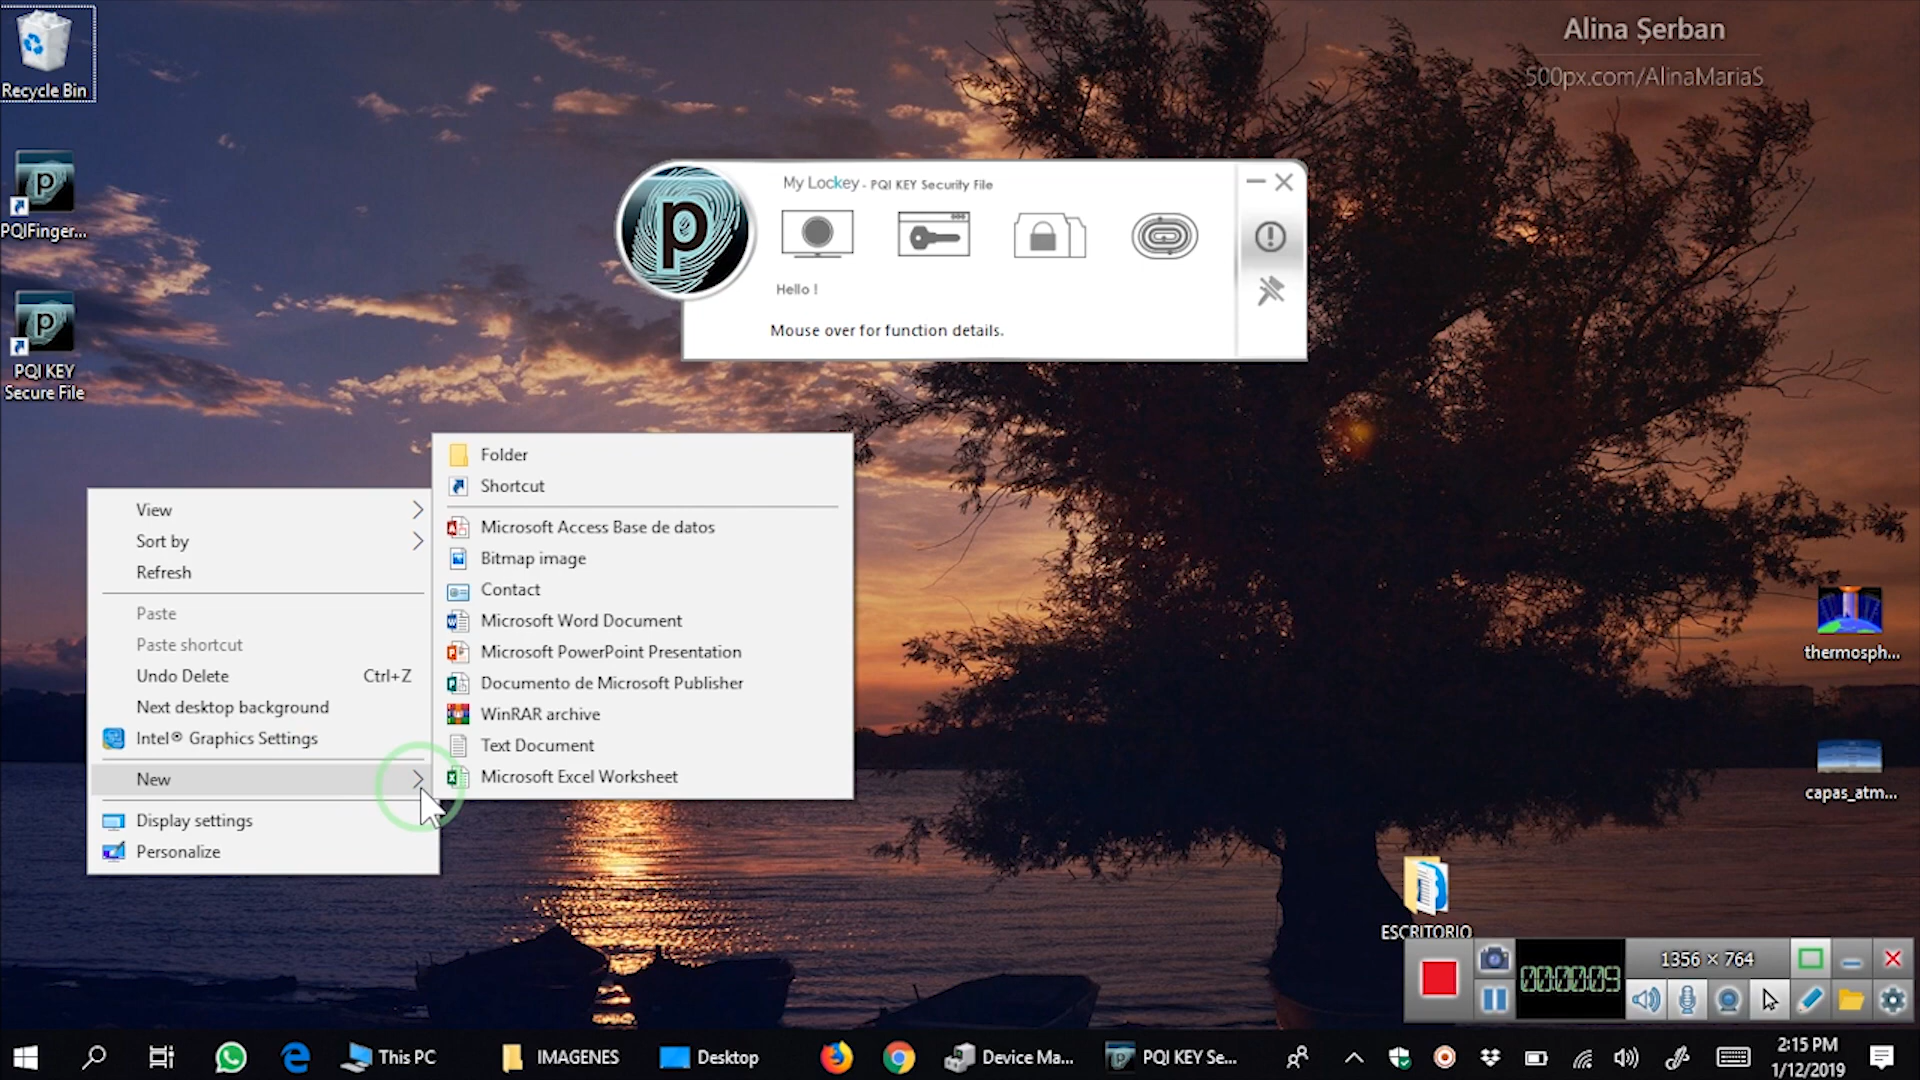 Alina Șerban
500px.com/AlinaMariaS
Recycle Bin
PQIFinger...
PQI KEY
Secure File
My Lockey - PQI KEY Security File
Hello !
Mouse over for function details.
p
View
Sort by
Refresh
Paste
Paste shortcut
Undo Delete Ctrl+Z
Next desktop background
Intel® Graphics Settings
New
Display settings
Personalize
Folder
Shortcut
Microsoft Access Base de datos
Bitmap image
Contact
Microsoft Word Document
Microsoft PowerPoint Presentation
Documento de Microsoft Publisher
WinRAR archive
Text Document
Microsoft Excel Worksheet
thermosph...
capas_atm...
ESCRITORIO
00:00:09
1356 × 764
This PC
IMAGENES
Desktop
Device Ma...
PQI KEY Se...
2:15 PM
1/12/2019